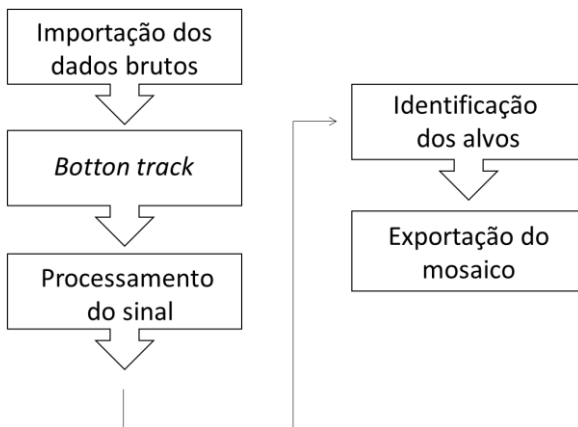 Importação dos
dados brutos
Botton track
Processamento
do sinal
Identificação
dos alvos
Exportação do
mosaico